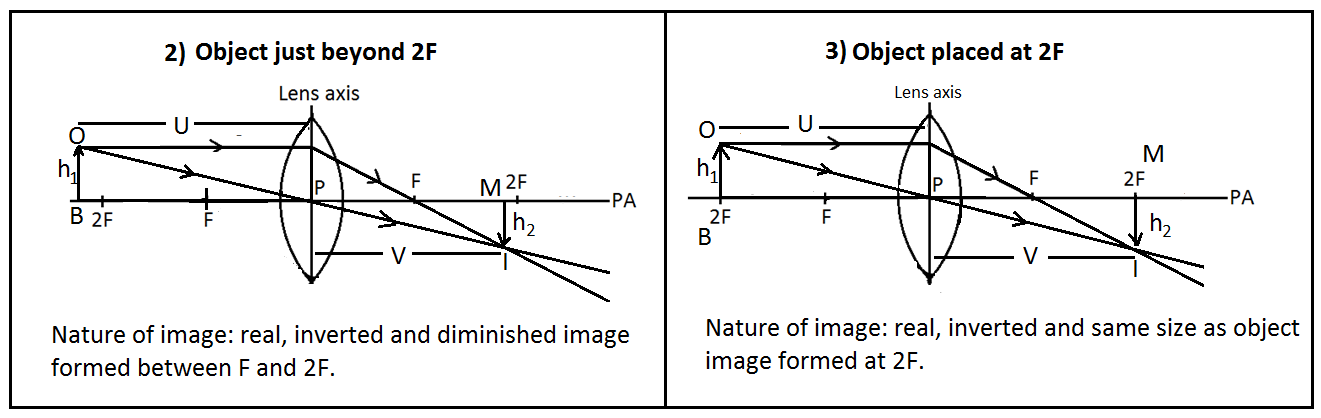 2) Object just beyond 2F
Lens axis
U
O
h1
P
F
M 2F
PA
B 2F
F
h2
V
I
Nature of image: real, inverted and diminished image
formed between F and 2F.
3) Object placed at 2F
Lens axis
O
U
M
h1
P
F
2F
PA
2F
F
h2
B
V
I
Nature of image: real, inverted and same size as object
image formed at 2F.